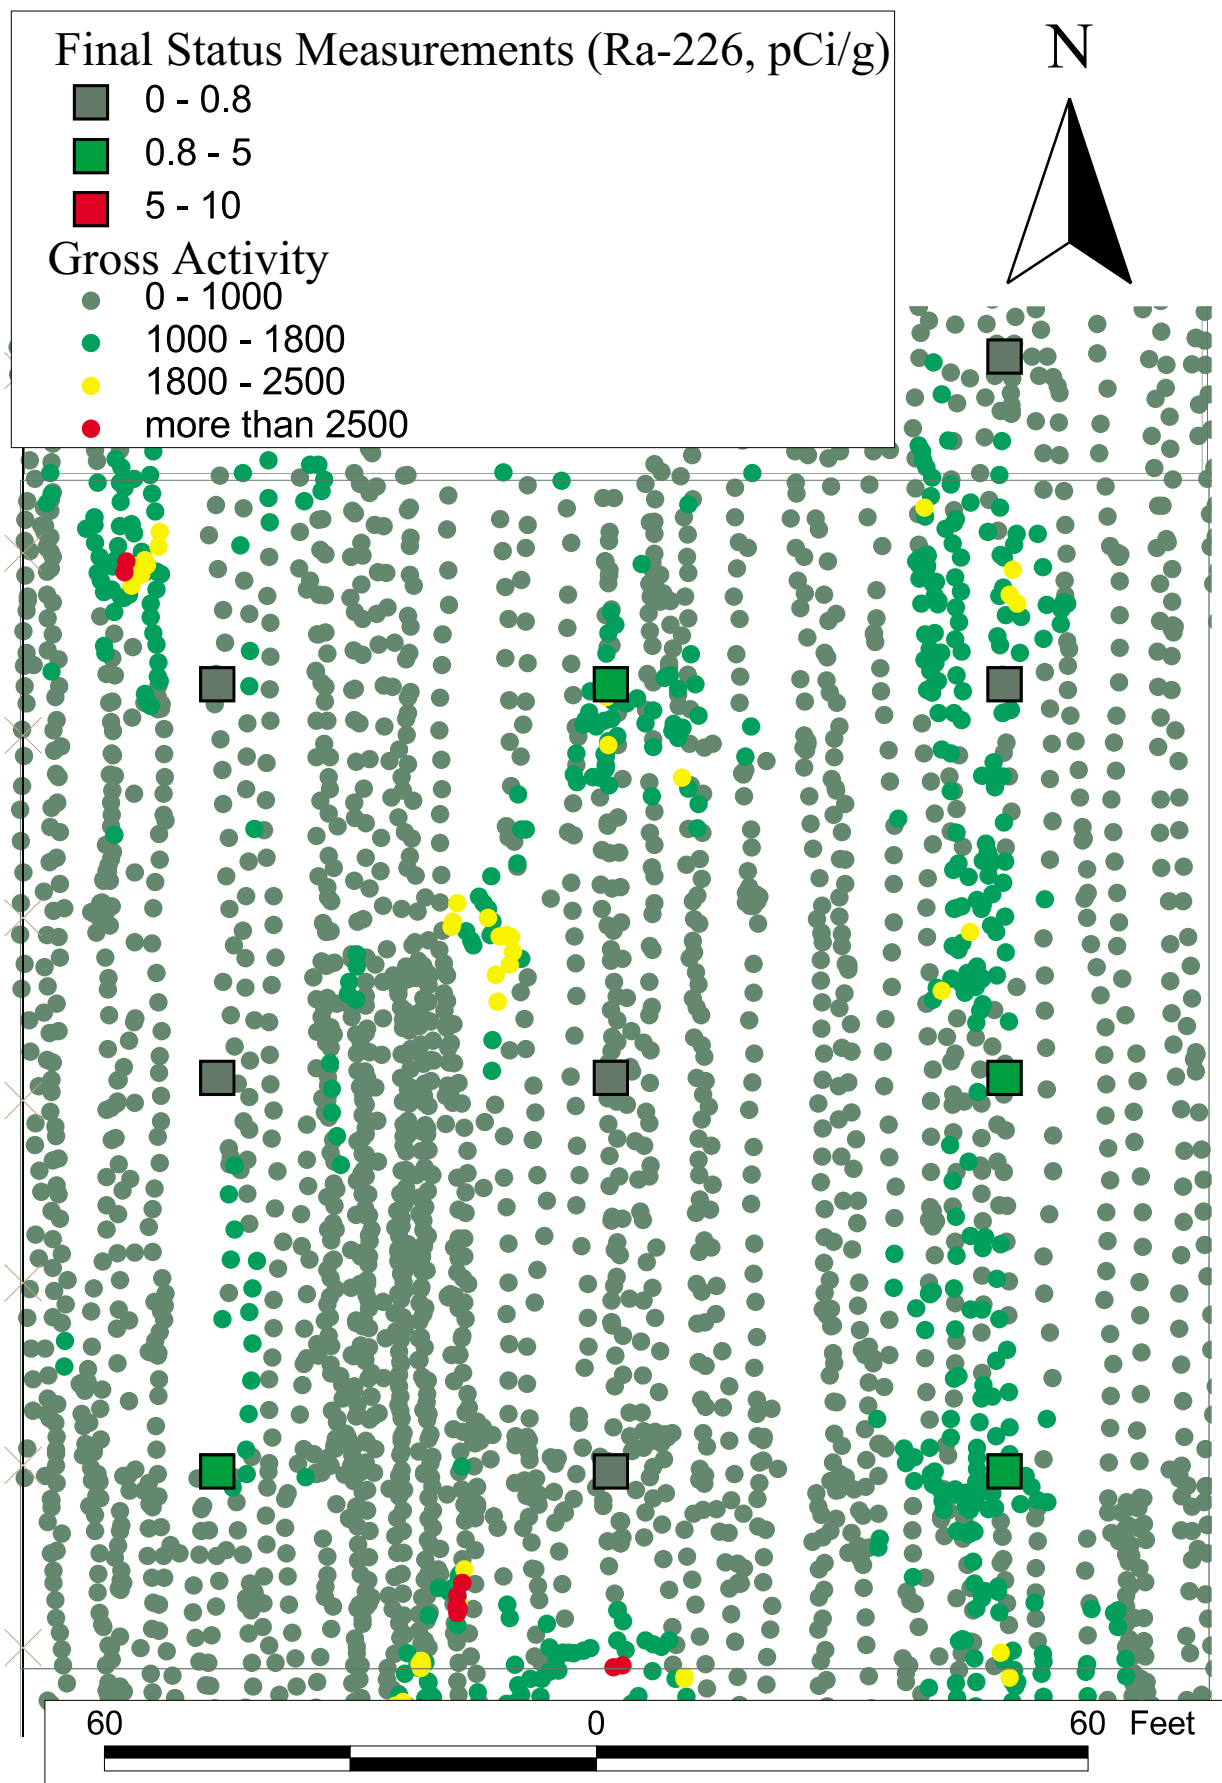 Final Status Measurements (Ra-226, pCi/g)
0 - 0.8
0.8 - 5
5 - 10
Gross Activity
0 - 1000
1000 - 1800
1800 - 2500
more than 2500
N
60 0 60 Feet